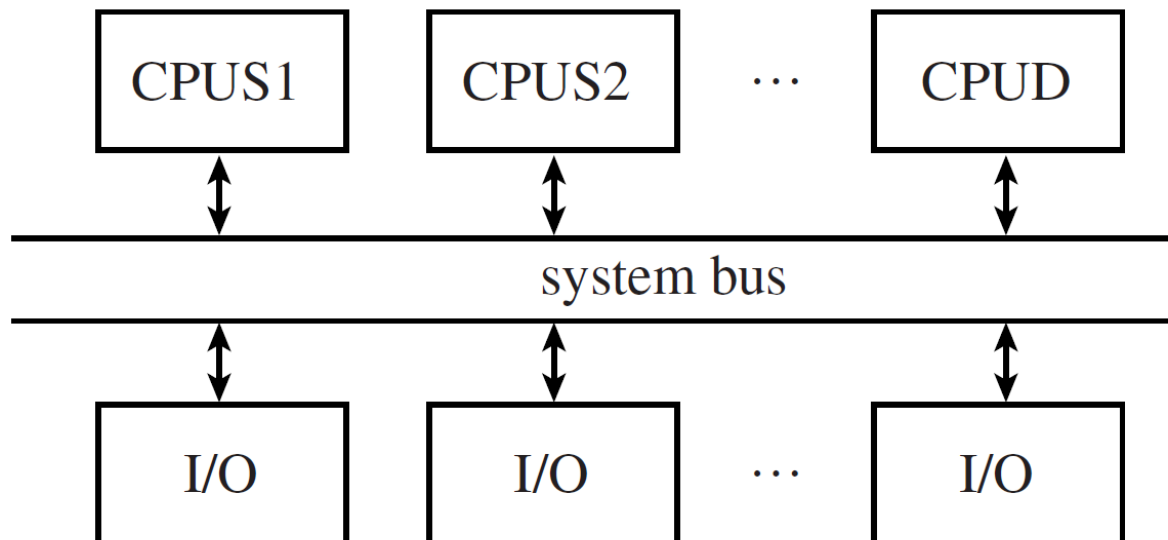 CPUS1 CPUS2 ... CPUD
system bus
I/O I/O ... I/O